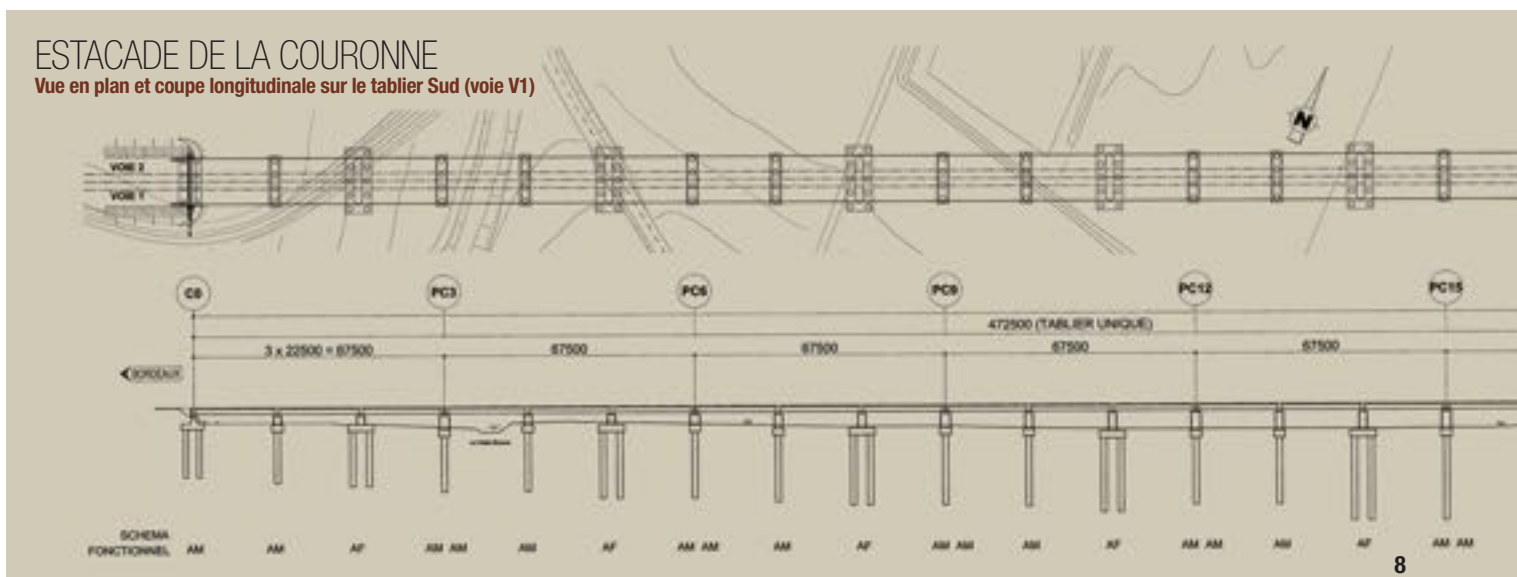 ESTACADE DE LA COURONNE
Vue en plan et coupe longitudinale sur le tablier Sud (voie V1)
N
VOIE 2
VOIE 1
C0 PC3 PC6 PC9 PC12 PC15
472500 (TABLIER UNIQUE)
3 x 22500 = 67500 67500 67500 67500 67500
BORDEAUX
SCHEMA
FONCTIONNEL AM AM AF AM AM AM AF AM AM AM AF AM AM AM AF AM AM AM AF AM AM
8